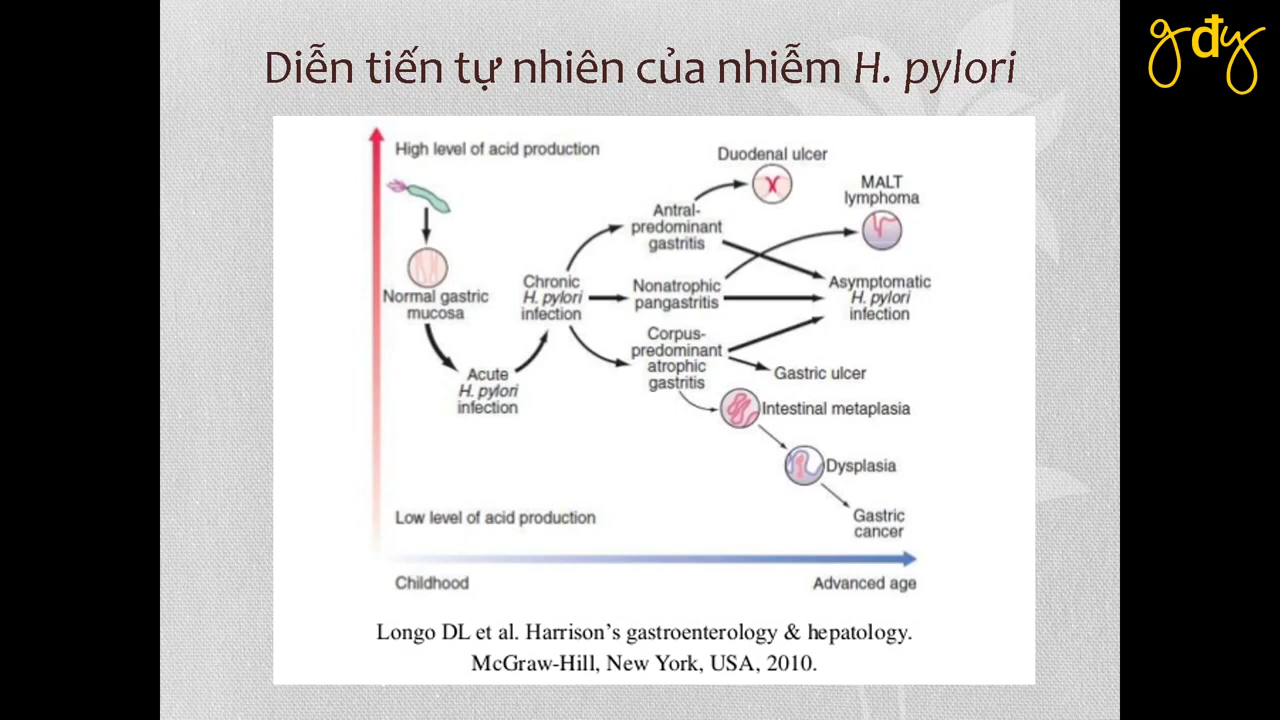 gdy
Diễn tiến tự nhiên của nhiễm H. pylori
High level of acid production
Duodenal ulcer
MALT
lymphoma
Antral-
predominant
gastritis
Normal gastric
mucosa
Chronic
H. pylori
infection
Nonatrophic
pangastritis
Asymptomatic
H. pylori
infection
Corpus-
predominant
atrophic
gastritis
Acute
H. pylori
infection
Gastric ulcer
Intestinal metaplasia
Dysplasia
Gastric
cancer
Low level of acid production
Childhood
Advanced age
Longo DL et al. Harrison’s gastroenterology & hepatology.
McGraw-Hill, New York, USA, 2010.